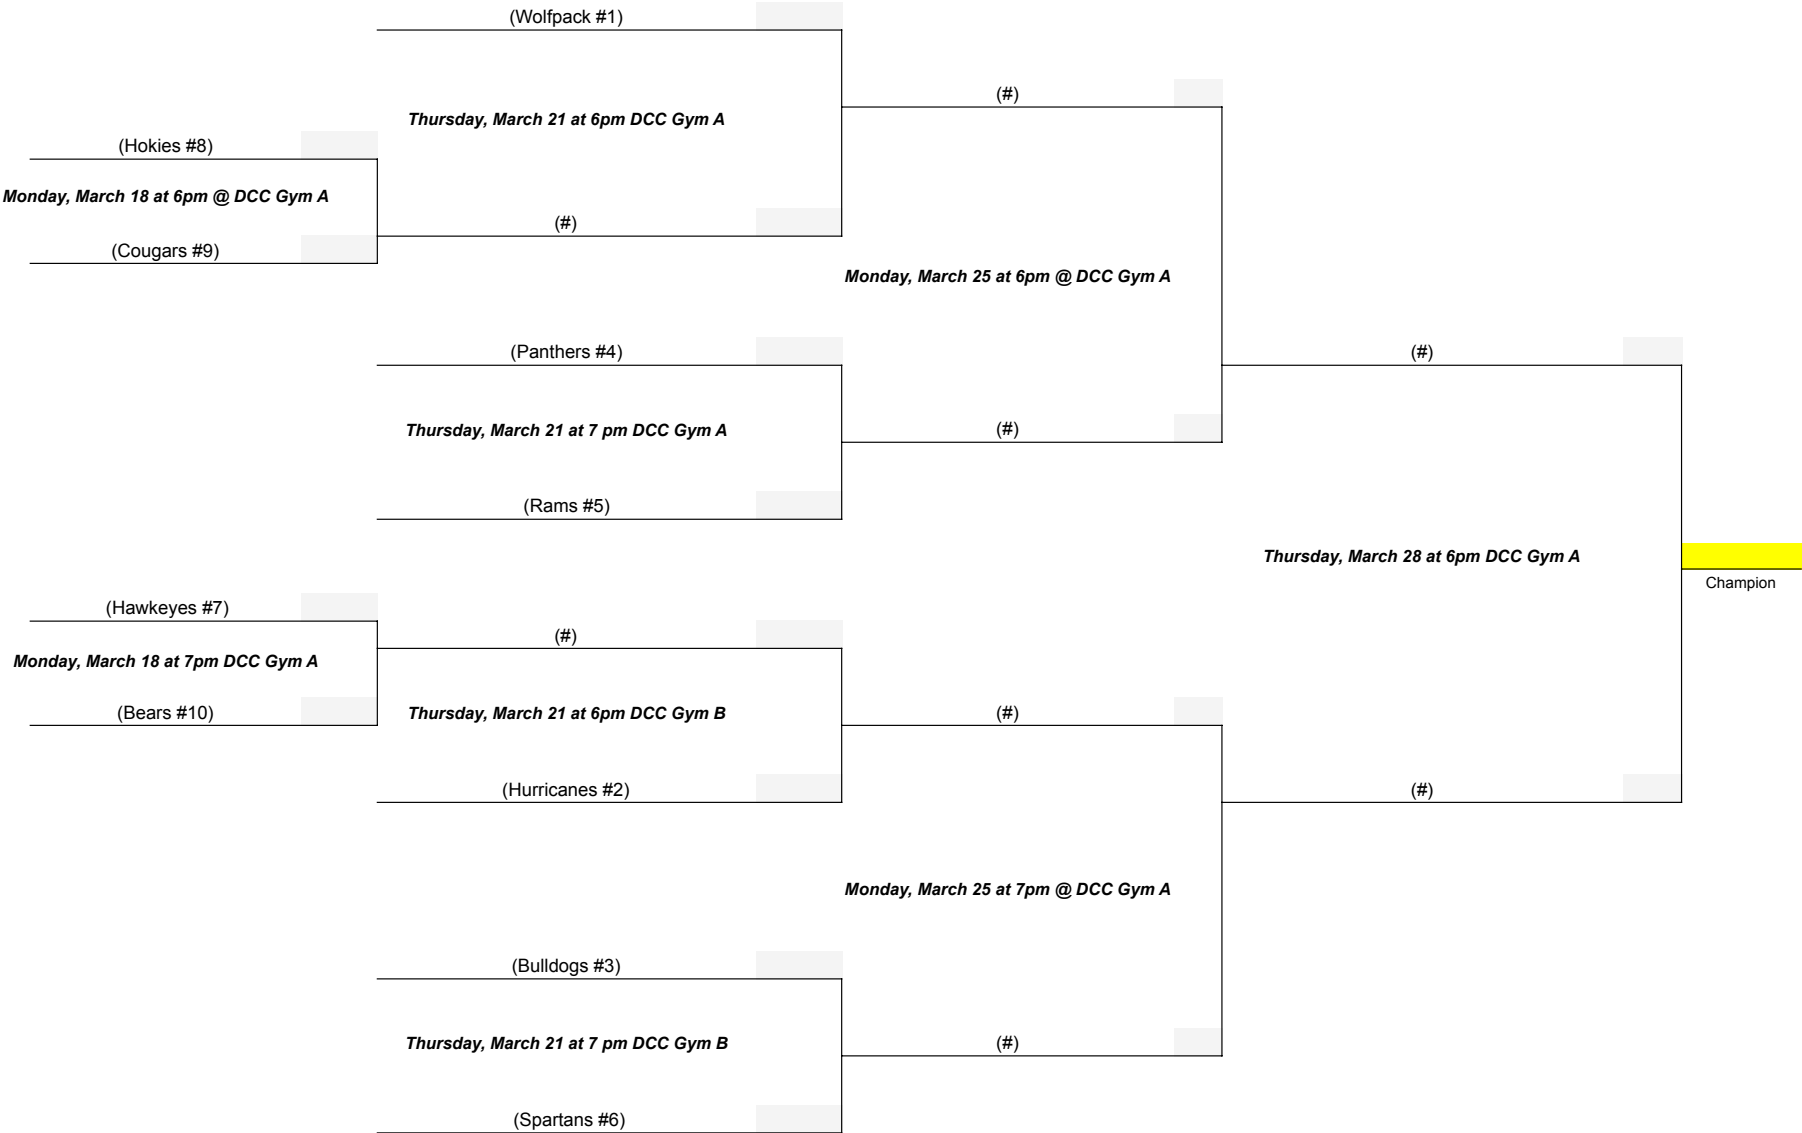 (Wolfpack #1)
(#)
Thursday, March 21 at 6pm DCC Gym A
(Hokies #8)
Monday, March 18 at 6pm @ DCC Gym A
(#)
(Cougars #9)
Monday, March 25 at 6pm @ DCC Gym A
(Panthers #4)
(#)
Thursday, March 21 at 7 pm DCC Gym A
(#)
(Rams #5)
Thursday, March 28 at 6pm DCC Gym A
Champion
(Hawkeyes #7)
(#)
Monday, March 18 at 7pm DCC Gym A
(Bears #10)
Thursday, March 21 at 6pm DCC Gym B
(#)
(Hurricanes #2)
(#)
Monday, March 25 at 7pm @ DCC Gym A
(Bulldogs #3)
Thursday, March 21 at 7 pm DCC Gym B
(#)
(Spartans #6)